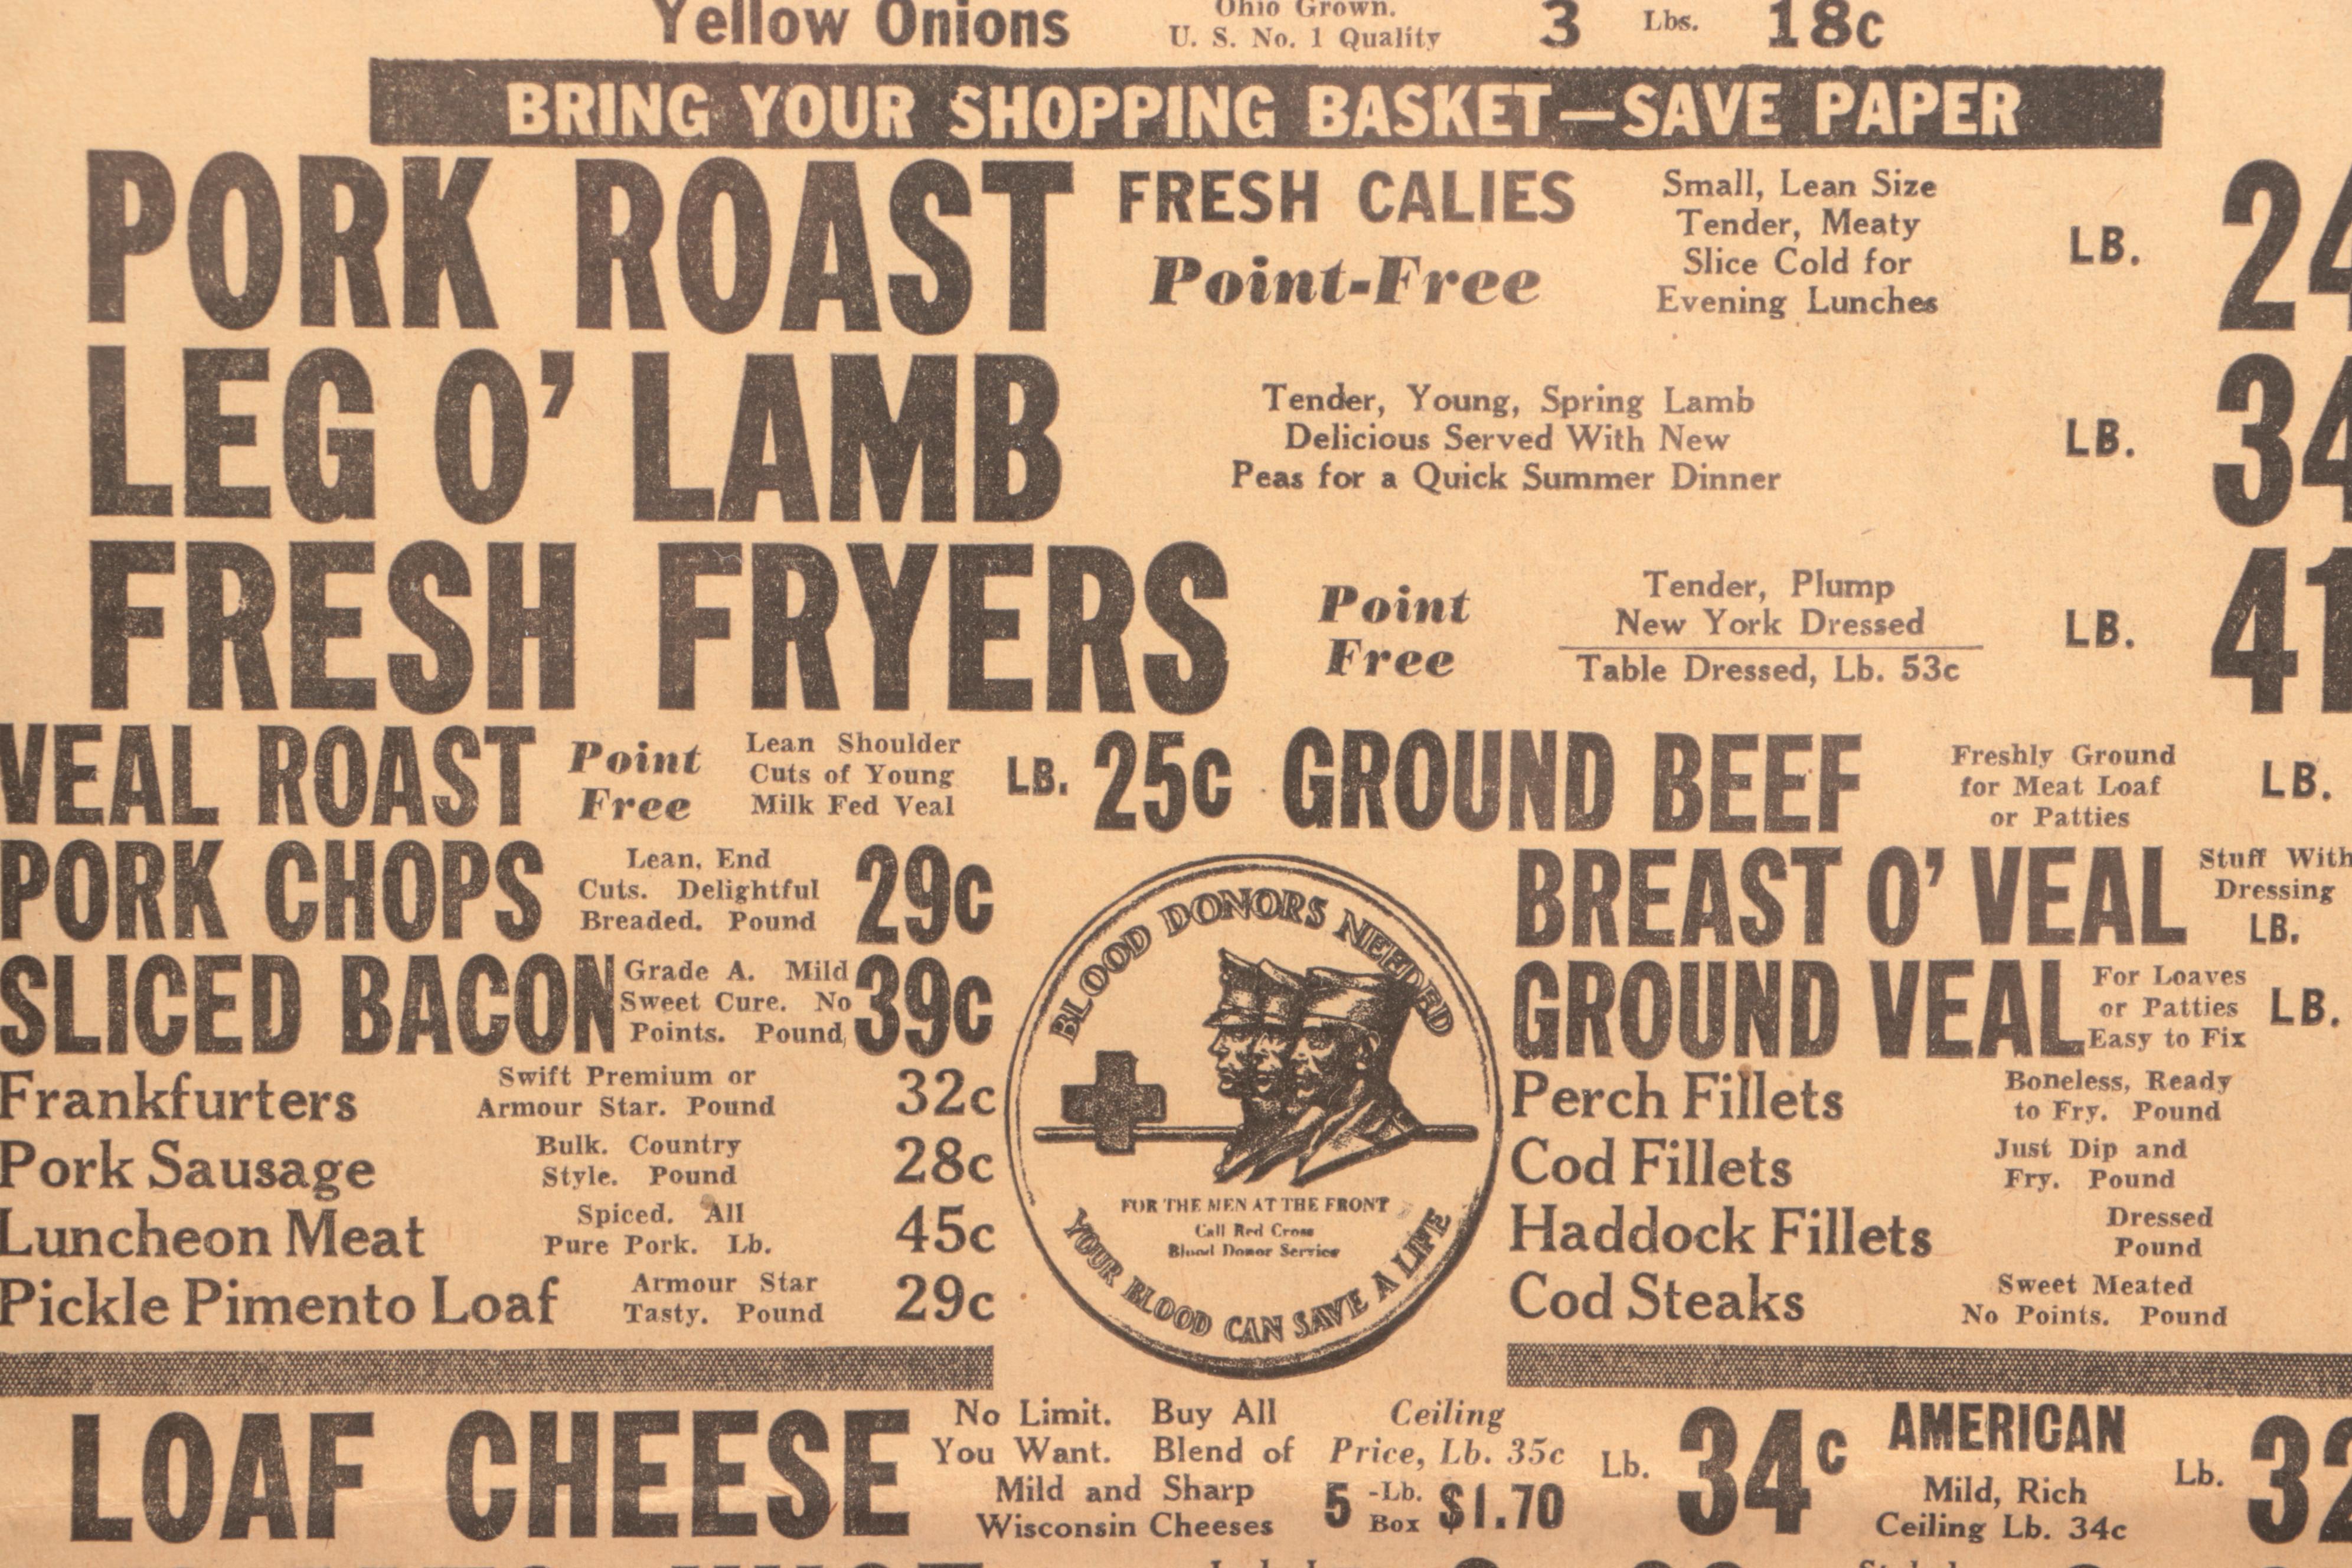 Yellow Onions Ohio Grown. U. S. No. 1 Quality 3 Lbs. 18c
BRING YOUR SHOPPING BASKET—SAVE PAPER
PORK ROAST
FRESH CALIES
Point-Free
Small, Lean Size
Tender, Meaty
Slice Cold for
Evening Lunches
LB. 24
LEG O' LAMB
Tender, Young, Spring Lamb
Delicious Served With New
Peas for a Quick Summer Dinner
LB. 34
FRESH FRYERS
Point
Free
Tender, Plump
New York Dressed
Table Dressed, Lb. 53c
LB. 41
VEAL ROAST
Point
Free
Lean Shoulder
Cuts of Young
Milk Fed Veal
LB. 25c
GROUND BEEF
Freshly Ground
for Meat Loaf
or Patties
LB.
PORK CHOPS
Lean, End
Cuts. Delightful
Breaded. Pound
29c
SLICED BACON
Grade A. Mild
Sweet Cure. No
Points. Pound
39c
Frankfurters
Swift Premium or
Armour Star. Pound
32c
Pork Sausage
Bulk. Country
Style. Pound
28c
Luncheon Meat
Spiced. All
Pure Pork. Lb.
45c
Pickle Pimento Loaf
Armour Star
Tasty. Pound
29c
BLOOD DONORS NEEDED
FOR THE MEN AT THE FRONT
Call Red Cross
Blood Donor Service
YOUR BLOOD CAN SAVE A LIFE
BREAST O' VEAL
Stuff With
Dressing
LB.
GROUND VEAL
For Loaves
or Patties
Easy to Fix
LB.
Perch Fillets
Boneless, Ready
to Fry. Pound
Cod Fillets
Just Dip and
Fry. Pound
Haddock Fillets
Dressed
Pound
Cod Steaks
Sweet Meated
No Points. Pound
LOAF CHEESE
No Limit. Buy All
You Want. Blend of
Mild and Sharp
Wisconsin Cheeses
Ceiling
Price, Lb. 35c
5 -Lb. Box $1.70
Lb. 34c
AMERICAN
Mild, Rich
Ceiling Lb. 34c
Lb. 32